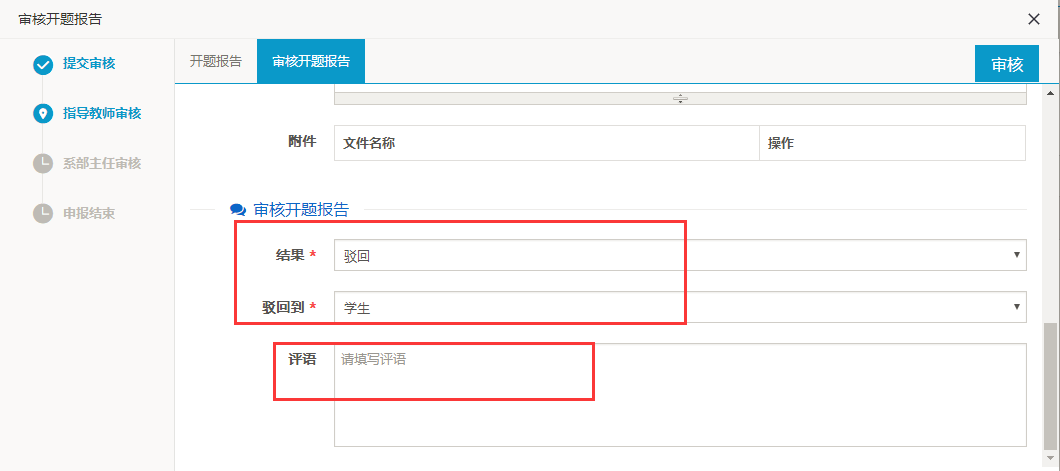 审核开题报告
提交审核
指导教师审核
系部主任审核
申报结束
开题报告 审核开题报告 审核
附件 文件名称 操作
审核开题报告
结果 * 驳回
驳回到 * 学生
评语 请填写评语